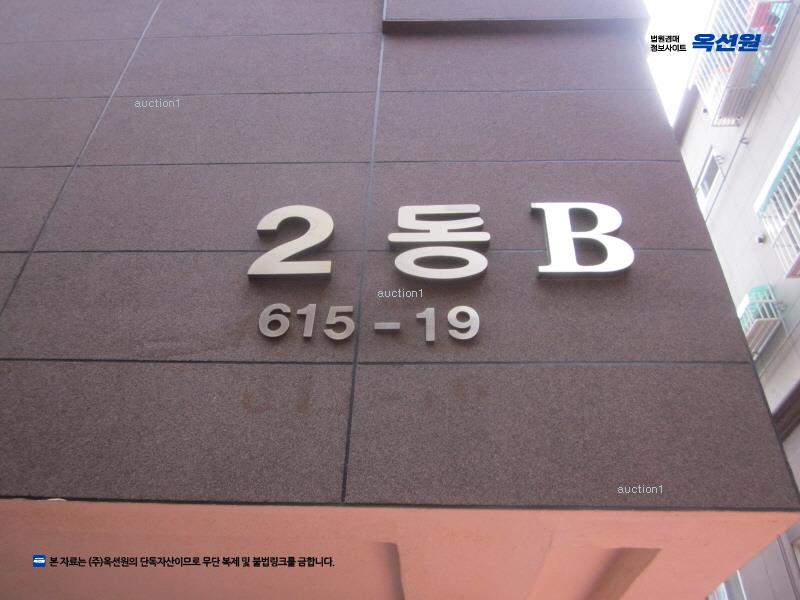 법원경매
정보사이트 옥션원
auction1
2동B
auction1
615-19
auction1
본 자료는 (주)옥션원의 단독자산이므로 무단 복제 및 불법링크를 금합니다.